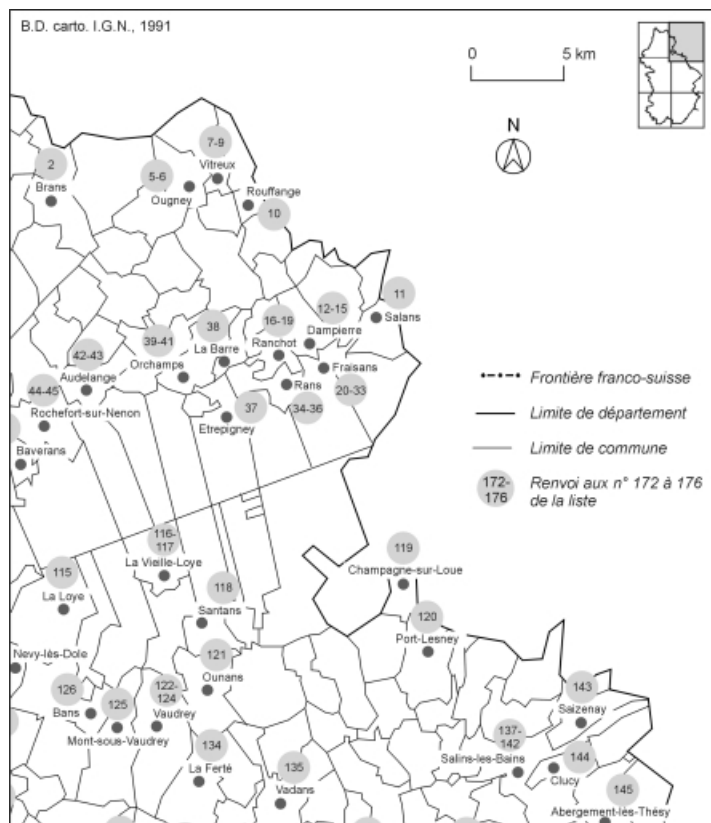 B.D. carto. I.G.N., 1991
0 5 km
N
7-9
Vitreux
2
Brans
5-6
Ougney
Rouffange
10
11
Salans
12-15
Dampierre
16-19
Ranchot
38
La Barre
39-41
Orchamps
42-43
Audelange
Fraisans
20-33
Rans
34-36
37
Etrepigney
44-45
Rochefort-sur-Nenon
Baverans
Frontière franco-suisse
Limite de département
Limite de commune
172-
176
Renvoi aux n° 172 à 176
de la liste
116-
117
La Vieille-Loye
119
Champagne-sur-Loue
115
La Loye
118
Santans
120
Port-Lesney
121
Ounans
Nevy-lès-Dole
126
Bans
125
Mont-sous-Vaudrey
122-
124
Vaudrey
143
Saizenay
134
La Ferté
135
Vadans
137-
142
Salins-les-Bains
144
Clucy
145
Abergement-lès-Thésy